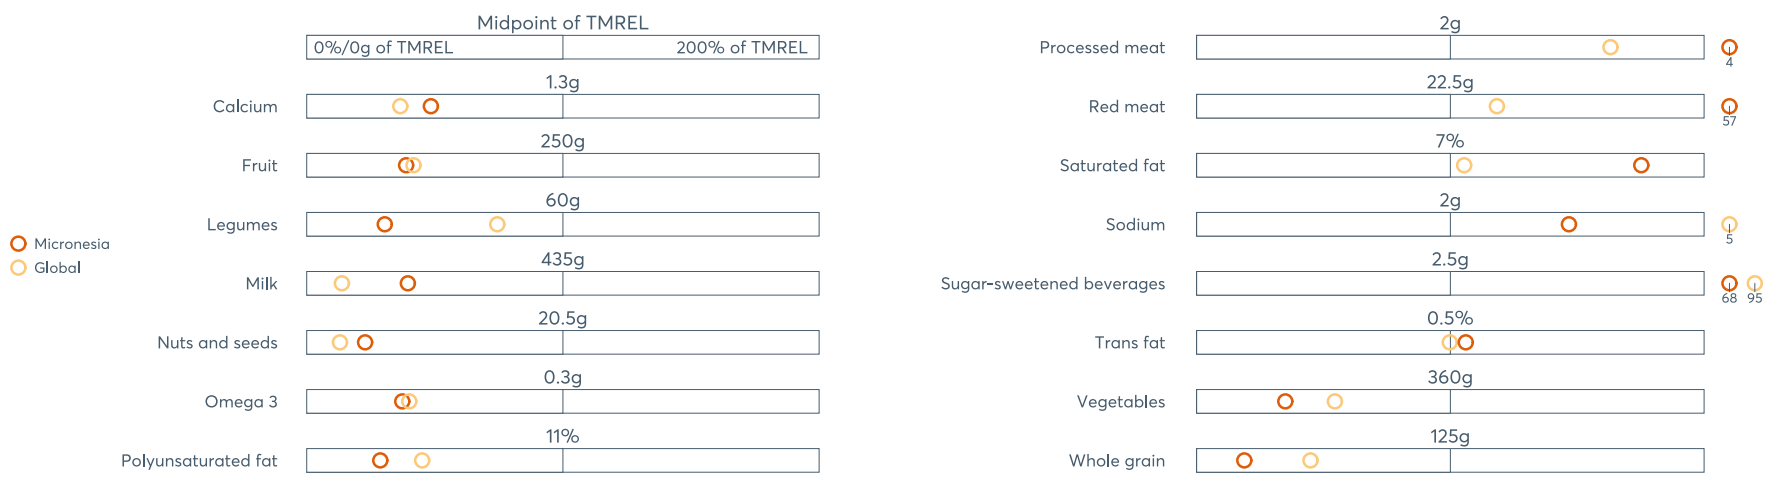 Midpoint of TMREL
0%/0g of TMREL 200% of TMREL
1.3g
Calcium
250g
Fruit
60g
Legumes
Micronesia
Global
435g
Milk
20.5g
Nuts and seeds
0.3g
Omega 3
11%
Polyunsaturated fat
2g
Processed meat
4
22.5g
Red meat
57
7%
Saturated fat
2g
Sodium
5
2.5g
Sugar-sweetened beverages
68 95
0.5%
Trans fat
360g
Vegetables
125g
Whole grain